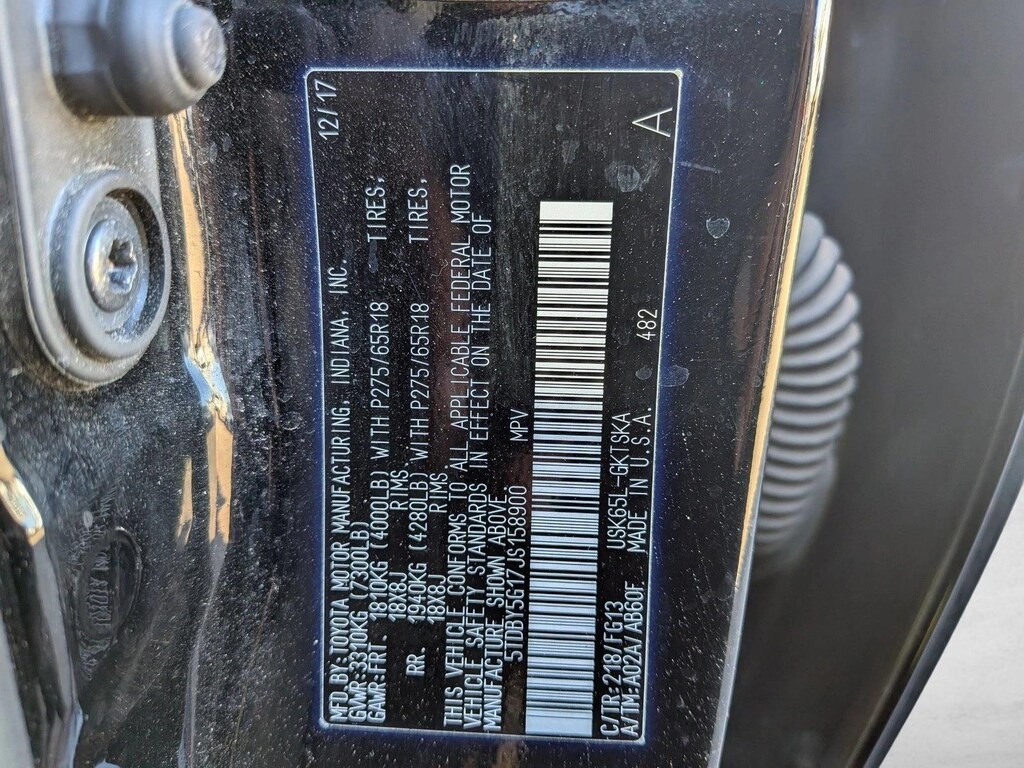 MFD. BY: TOYOTA MOTOR MANUFACTURING, INDIANA, INC. 12/17
GVWR: 3310KG (7300LB)
GAWR: FRT. 1810KG (4000LB) WITH P275/65R18 TIRES,
18X8J RIMS.
RR. 1940KG (4280LB) WITH P275/65R18 TIRES,
18X8J RIMS.
THIS VEHICLE CONFORMS TO ALL APPLICABLE FEDERAL MOTOR
VEHICLE SAFETY STANDARDS IN EFFECT ON THE DATE OF
MANUFACTURE SHOWN ABOVE.
5TDBY5G17JS158900 MPV
C/TR: 218/FG13 USK65L-GKTSKA
A/TM: A02A/AB60F MADE IN U.S.A. 482 A